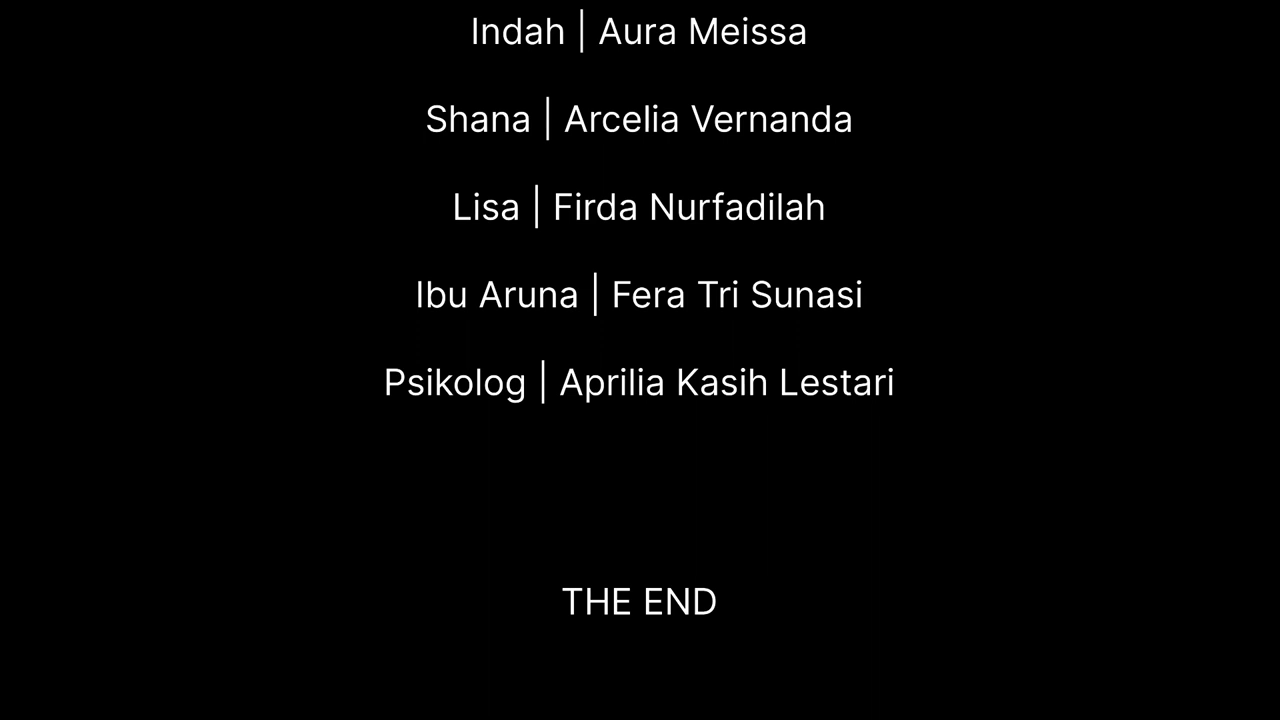 Indah | Aura Meissa
Shana | Arcelia Vernanda
Lisa | Firda Nurfadilah
Ibu Aruna | Fera Tri Sunasi
Psikolog | Aprilia Kasih Lestari
THE END